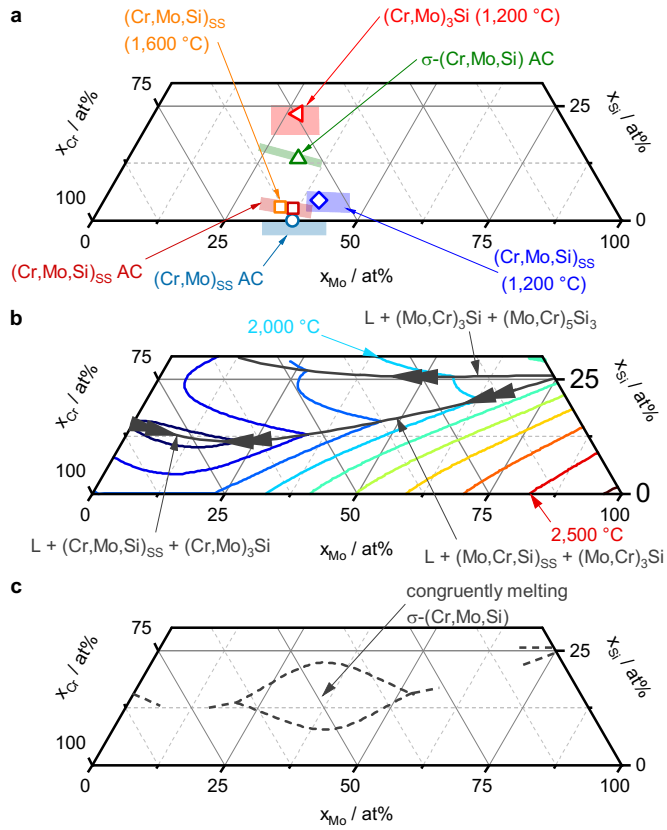 a
(Cr,Mo,Si)SS
(1,600 °C)
(Cr,Mo)3Si (1,200 °C)
σ-(Cr,Mo,Si) AC
75
25
xCr / at%
xSi / at%
100
0
0
25
50
75
100
(Cr,Mo,Si)SS AC
(Cr,Mo)SS AC
xMo / at%
(Cr,Mo,Si)SS
(1,200 °C)
b
2,000 °C
L + (Mo,Cr)3Si + (Mo,Cr)5Si3
75
25
xCr / at%
xSi / at%
100
0
0
25
50
75
100
2,500 °C
xMo / at%
L + (Cr,Mo,Si)SS + (Cr,Mo)3Si
L + (Mo,Cr,Si)SS + (Mo,Cr)3Si
c
congruently melting
σ-(Cr,Mo,Si)
75
25
xCr / at%
xSi / at%
100
0
0
25
50
75
100
xMo / at%